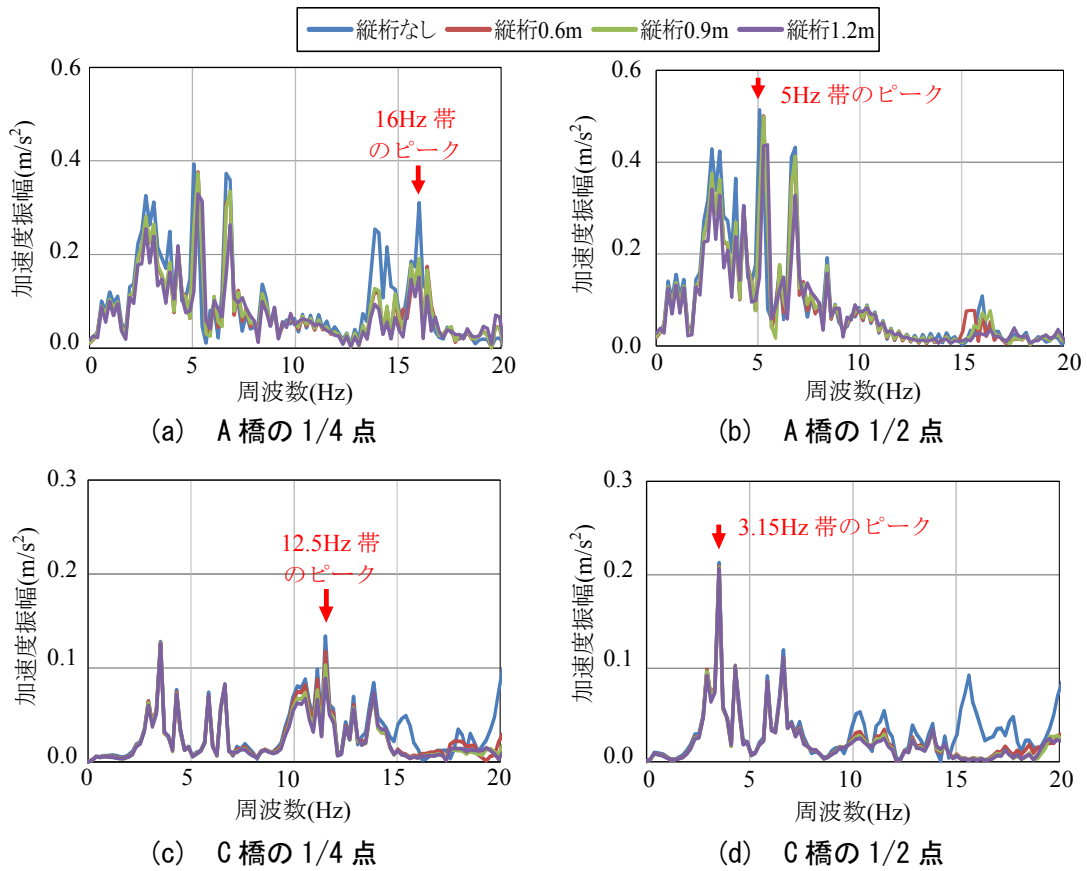 縦桁なし 縦桁0.6m 縦桁0.9m 縦桁1.2m
加速度振幅(m/s²)
0.6
0.4
0.2
0.0
16Hz 帯
のピーク
0 5 10 15 20
周波数(Hz)
(a) A 橋の 1/4 点
加速度振幅(m/s²)
0.6
0.4
0.2
0.0
5Hz 帯のピーク
0 5 10 15 20
周波数(Hz)
(b) A 橋の 1/2 点
加速度振幅(m/s²)
0.3
0.2
0.1
0.0
12.5Hz 帯
のピーク
0 5 10 15 20
周波数(Hz)
(c) C 橋の 1/4 点
加速度振幅(m/s²)
0.3
0.2
0.1
0.0
3.15Hz 帯のピーク
0 5 10 15 20
周波数(Hz)
(d) C 橋の 1/2 点